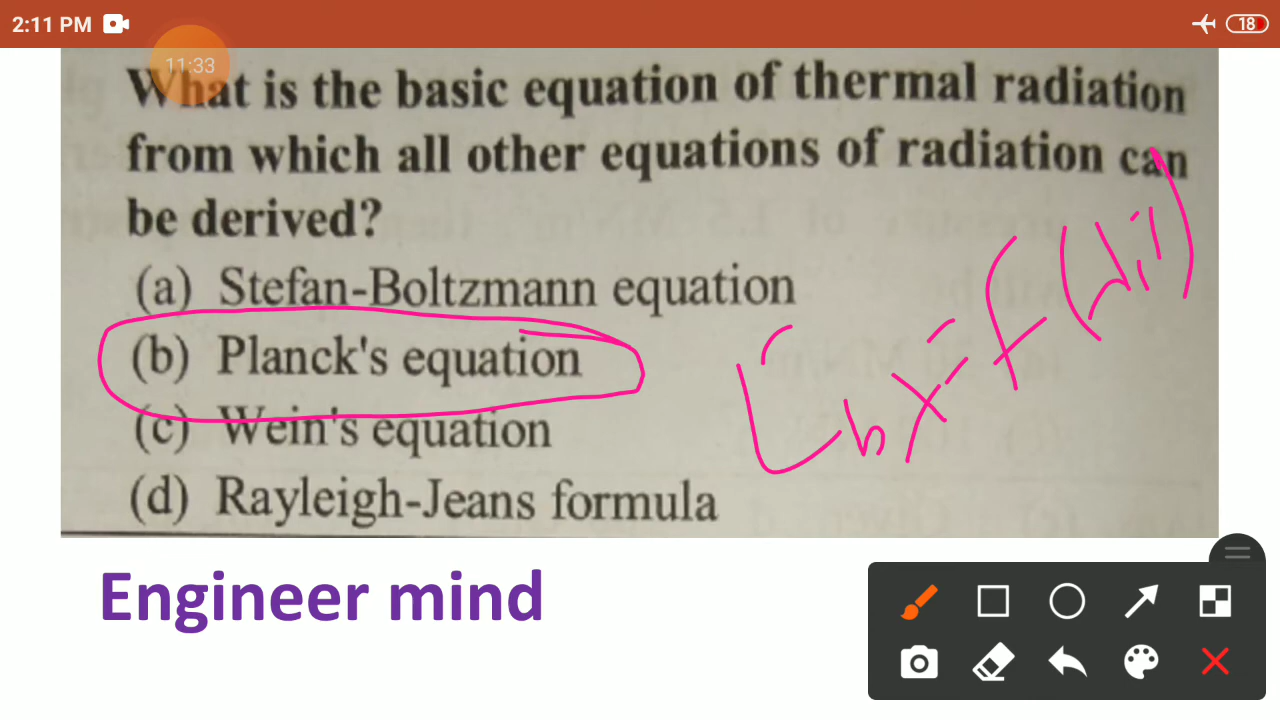 2:11 PM
18
11:33
What is the basic equation of thermal radiation
from which all other equations of radiation can
be derived?
(a) Stefan-Boltzmann equation
(b) Planck's equation
(c) Wein's equation
(d) Rayleigh-Jeans formula
Engineer mind